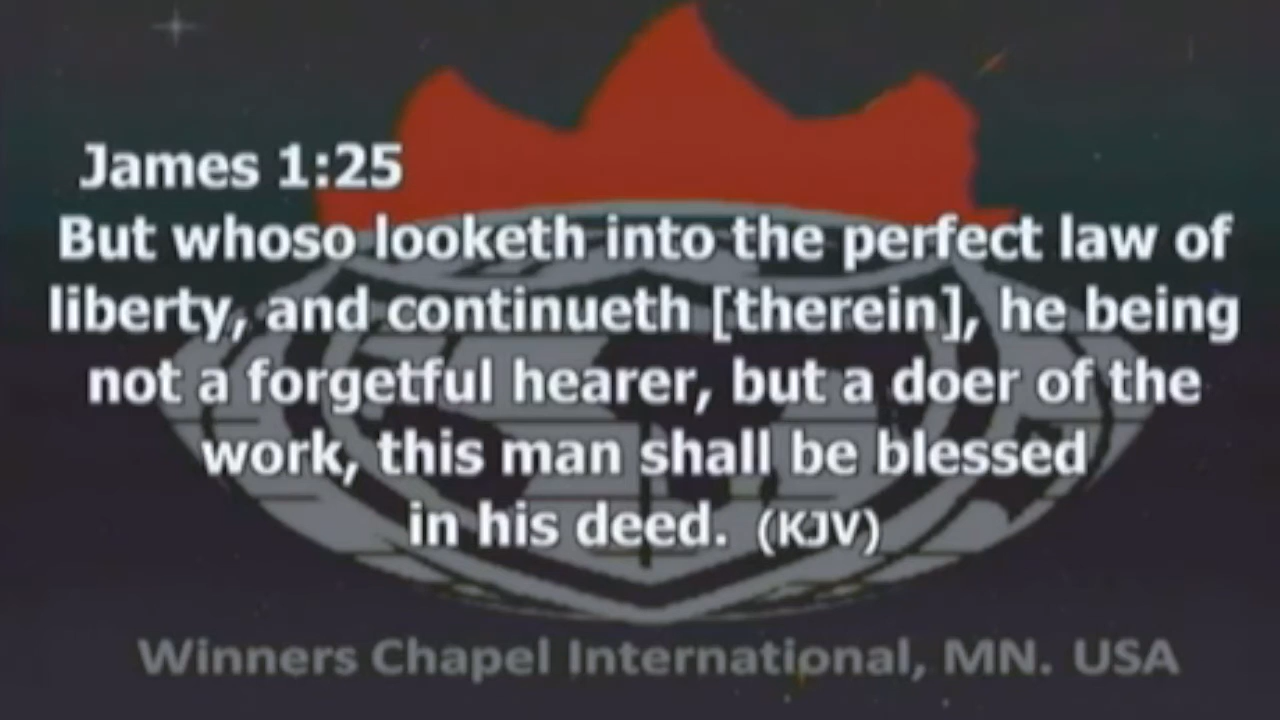 James 1:25
But whoso looketh into the perfect law of
liberty, and continueth [therein], he being
not a forgetful hearer, but a doer of the
work, this man shall be blessed
in his deed. (KJV)
Winners Chapel International, MN. USA